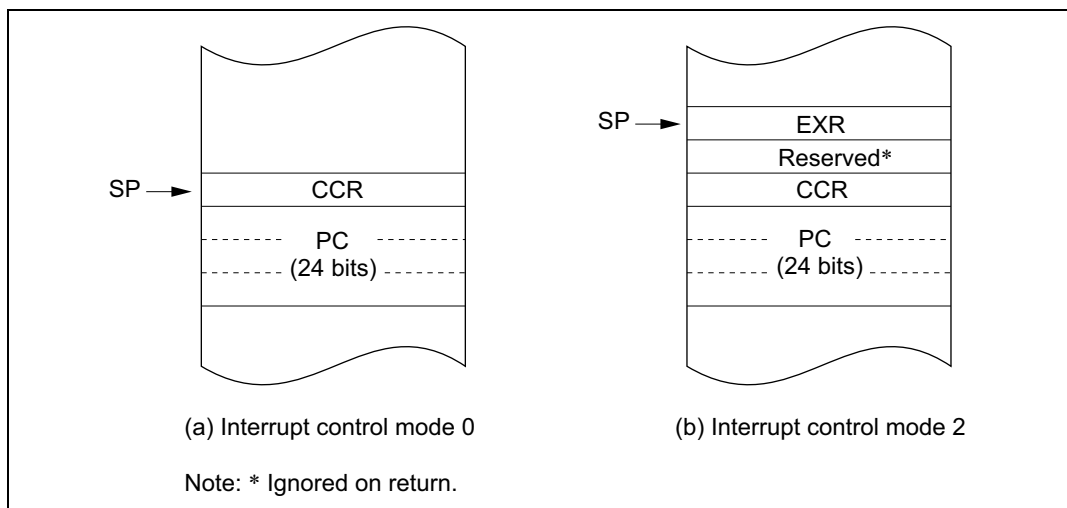 SP
CCR
PC
(24 bits)
(a) Interrupt control mode 0
SP
EXR
Reserved*
CCR
PC
(24 bits)
(b) Interrupt control mode 2
Note: * Ignored on return.